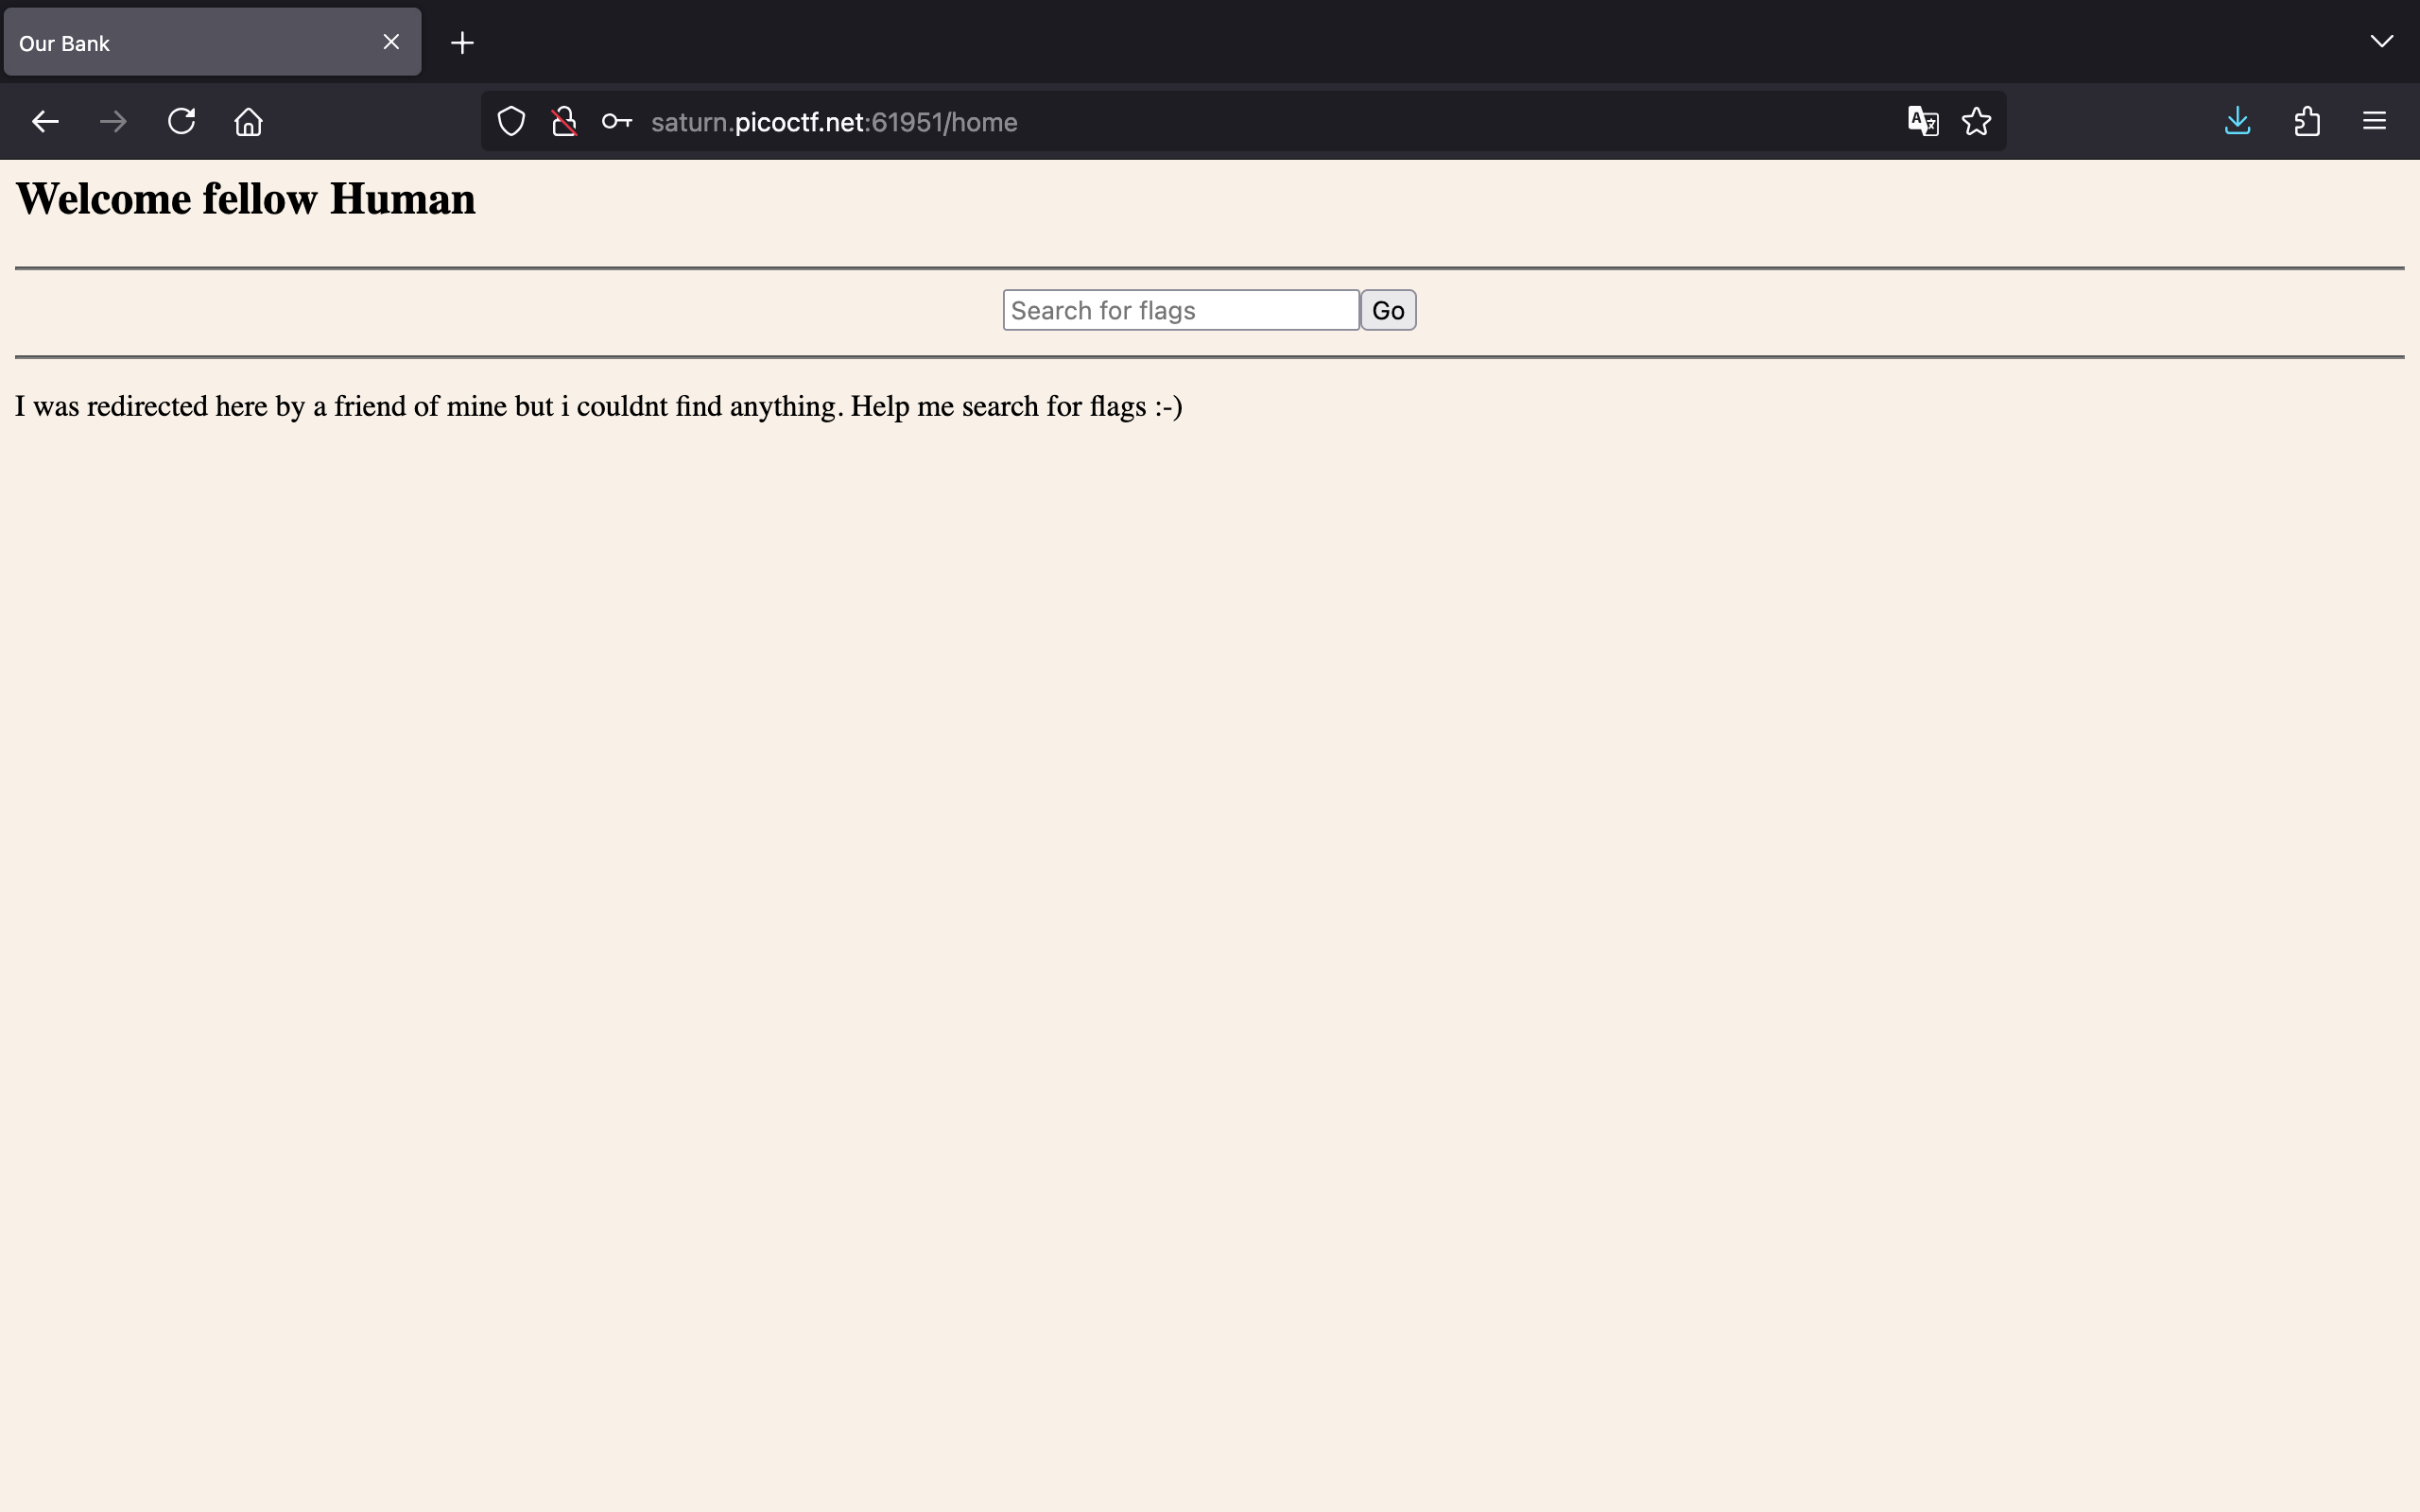 Our Bank
saturn.picoctf.net:61951/home
Welcome fellow Human
Search for flags Go
I was redirected here by a friend of mine but i couldnt find anything. Help me search for flags :-)